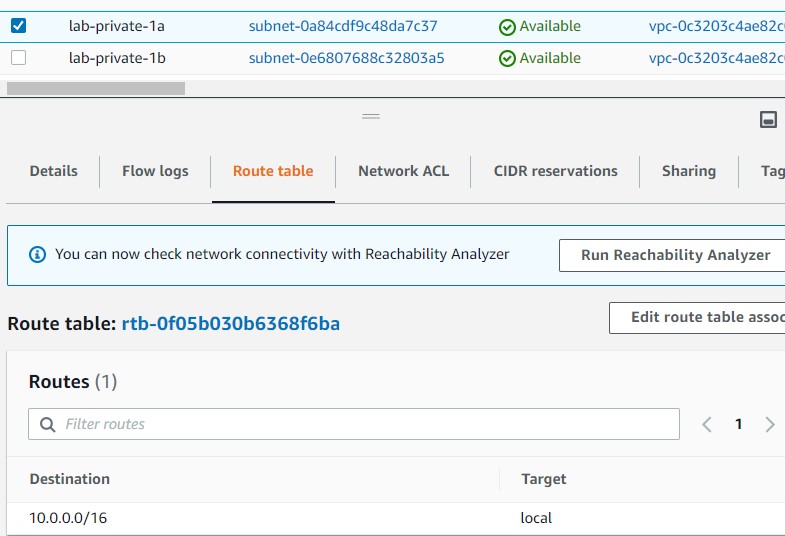 lab-private-1a subnet-0a84cdf9c48da7c37 Available vpc-0c3203c4ae82c
lab-private-1b subnet-0e6807688c32803a5 Available vpc-0c3203c4ae82c
Details Flow logs Route table Network ACL CIDR reservations Sharing Tag
You can now check network connectivity with Reachability Analyzer Run Reachability Analyzer
Route table: rtb-0f05b030b6368f6ba Edit route table assoc
Routes (1)
Filter routes 1
Destination Target
10.0.0.0/16 local